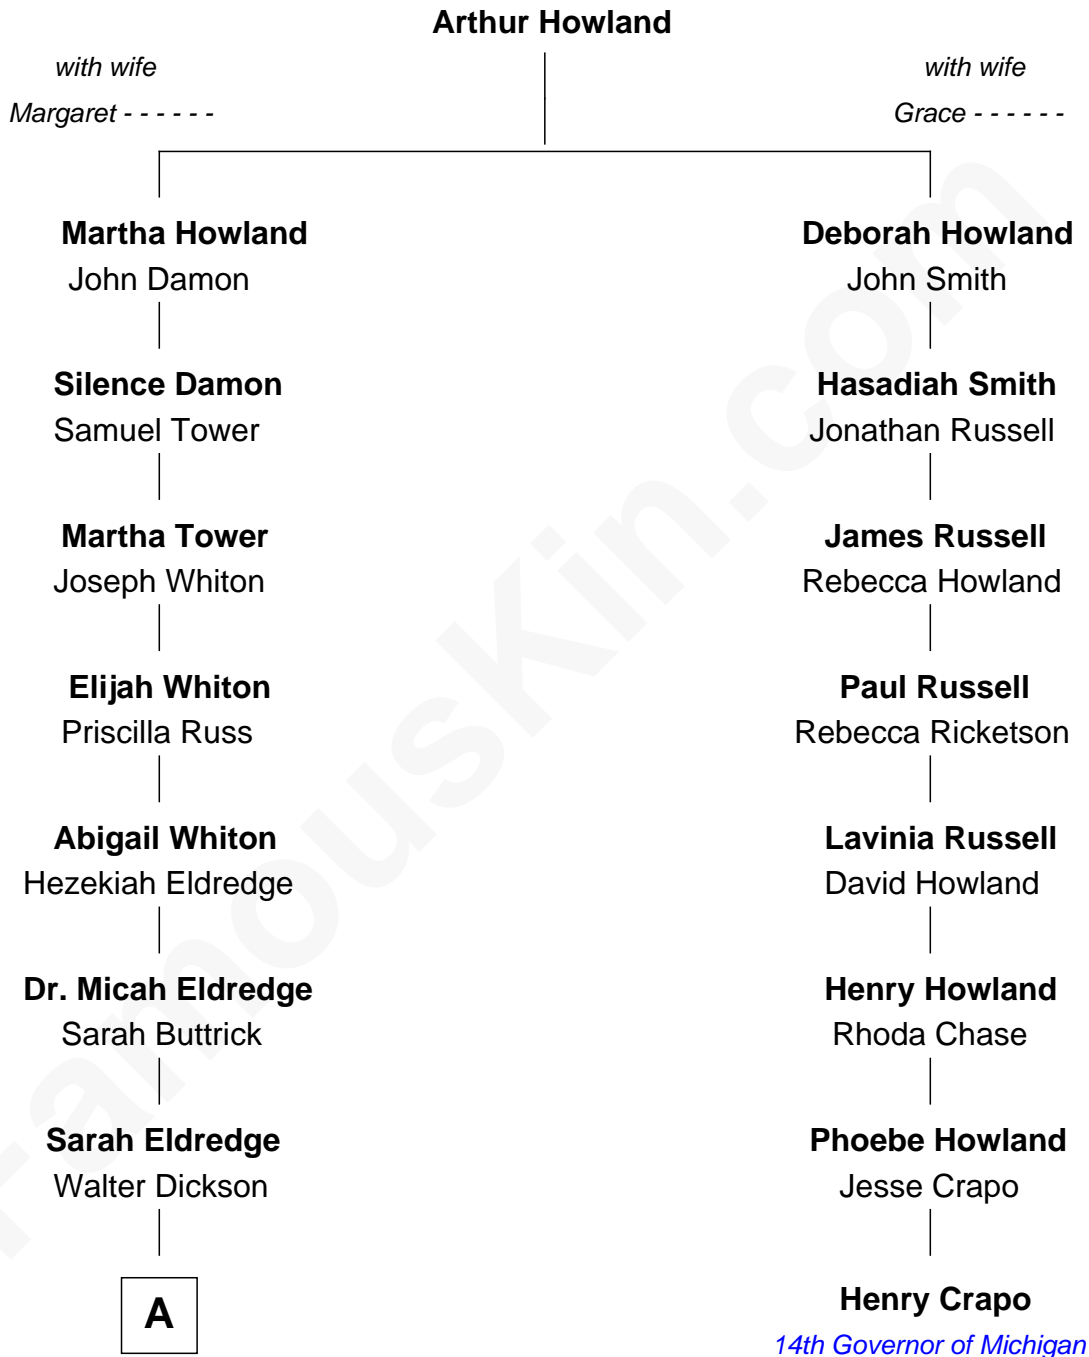 Arthur Howland
with wife
Margaret - - - - - -
with wife
Grace - - - - - -
Martha Howland
John Damon
Deborah Howland
John Smith
Silence Damon
Samuel Tower
Hasadiah Smith
Jonathan Russell
Martha Tower
Joseph Whiton
James Russell
Rebecca Howland
Elijah Whiton
Priscilla Russ
Paul Russell
Rebecca Ricketson
Abigail Whiton
Hezekiah Eldredge
Lavinia Russell
David Howland
Dr. Micah Eldredge
Sarah Buttrick
Henry Howland
Rhoda Chase
Sarah Eldredge
Walter Dickson
Phoebe Howland
Jesse Crapo
A
Henry Crapo
14th Governor of Michigan
FamousKin.com